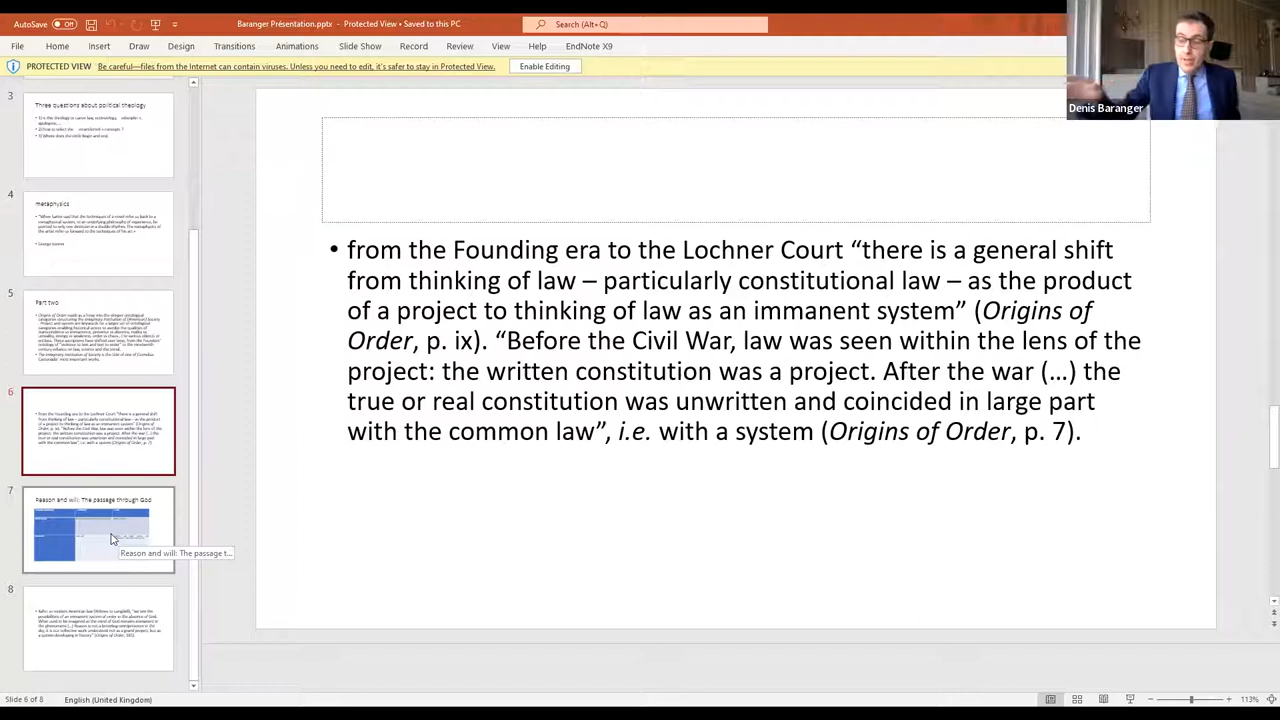 AutoSave Off
Baranger Présentation.pptx - Protected View • Saved to this PC
Search (Alt+Q)
File Home Insert Draw Design Transitions Animations Slide Show Record Review View Help EndNote X9
PROTECTED VIEW Be careful—files from the Internet can contain viruses. Unless you need to edit, it's safer to stay in Protected View. Enable Editing
Denis Baranger
3
Three questions about political theology
4
metaphysics
5
Part two
6
7
Reason and will: The passage through God
Reason and will: The passage t...
8
• from the Founding era to the Lochner Court “there is a general shift
from thinking of law – particularly constitutional law – as the product
of a project to thinking of law as an immanent system” (Origins of
Order, p. ix). “Before the Civil War, law was seen within the lens of the
project: the written constitution was a project. After the war (…) the
true or real constitution was unwritten and coincided in large part
with the common law”, i.e. with a system (Origins of Order, p. 7).
Slide 6 of 8 English (United Kingdom) 113%